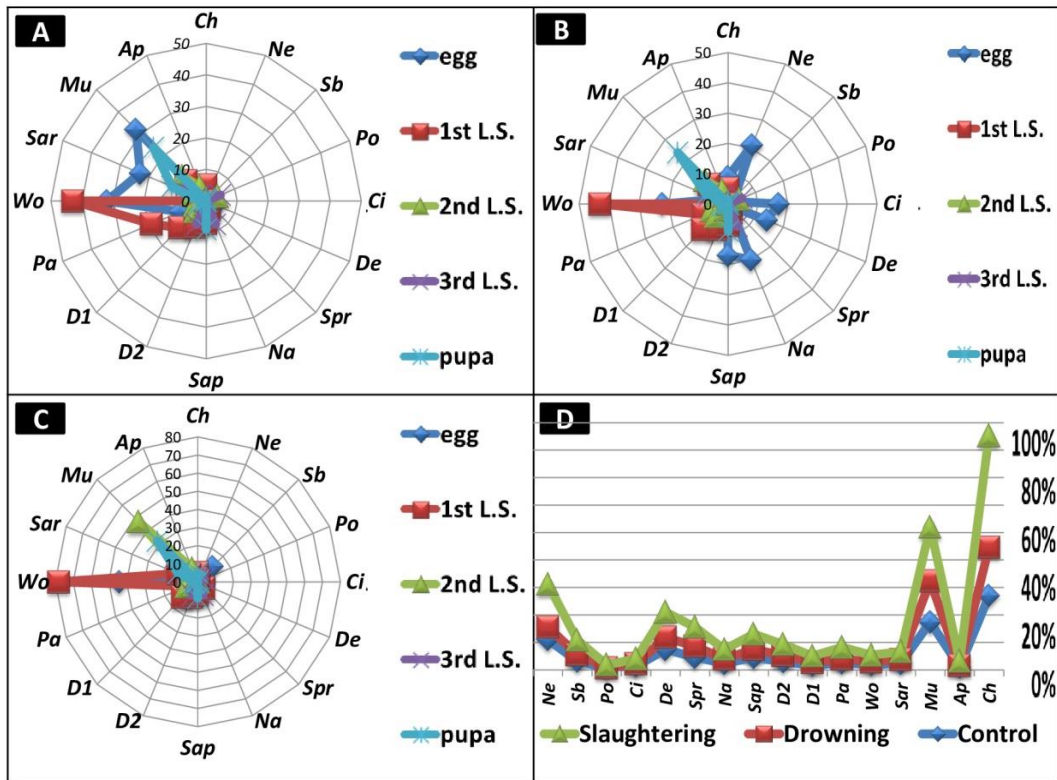 A
Ch
Ne
Sb
Po
Ci
De
Spr
Na
Sap
D2
D1
Pa
Wo
Sar
Mu
Ap
50
40
30
20
10
0
egg
1st L.S.
2nd L.S.
3rd L.S.
pupa
B
Ch
Ne
Sb
Po
Ci
De
Spr
Na
Sap
D2
D1
Pa
Wo
Sar
Mu
Ap
50
40
30
20
10
0
egg
1st L.S.
2nd L.S.
3rd L.S.
pupa
C
Ch
Ne
Sb
Po
Ci
De
Spr
Na
Sap
D2
D1
Pa
Wo
Sar
Mu
Ap
80
70
60
50
40
30
20
10
0
egg
1st L.S.
2nd L.S.
3rd L.S.
pupa
D
100%
80%
60%
40%
20%
0%
Ne Sb Po Ci De Spr Na Sap D2 D1 Pa Wo Sar Mu Ap Ch
Slaughtering Drowning Control